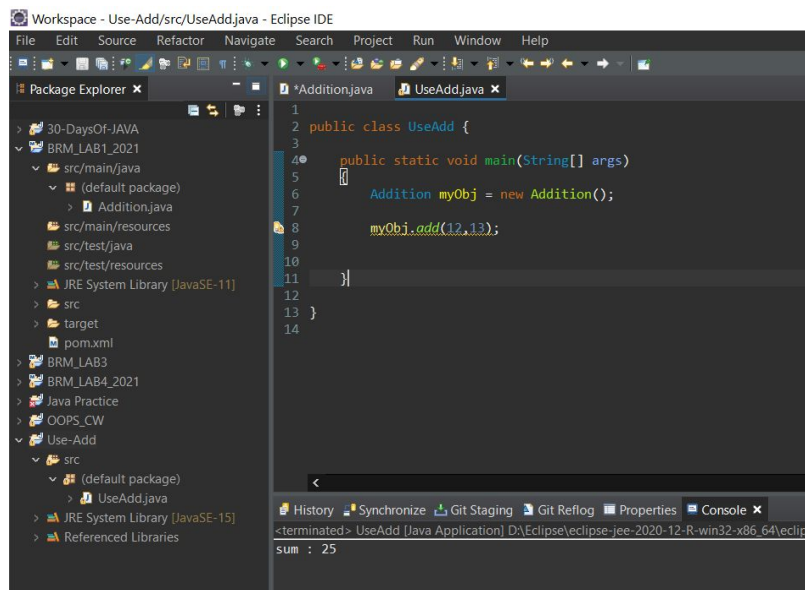 Workspace - Use-Add/src/UseAdd.java - Eclipse IDE
File Edit Source Refactor Navigate Search Project Run Window Help
Package Explorer
30-DaysOf-JAVA
BRM_LAB1_2021
src/main/java
(default package)
Addition.java
src/main/resources
src/test/java
src/test/resources
JRE System Library [JavaSE-11]
src
target
pom.xml
BRM_LAB3
BRM_LAB4_2021
Java Practice
OOPS_CW
Use-Add
src
(default package)
UseAdd.java
JRE System Library [JavaSE-15]
Referenced Libraries
*Addition.java UseAdd.java
1
2 public class UseAdd {
3
4 public static void main(String[] args)
5 {
6 Addition myObj = new Addition();
7
8 myObj.add(12,13);
9
10
11 }
12
13 }
14
History Synchronize Git Staging Git Reflog Properties Console
<terminated> UseAdd [Java Application] D:\Eclipse\eclipse-jee-2020-12-R-win32-x86_64\eclip
sum : 25